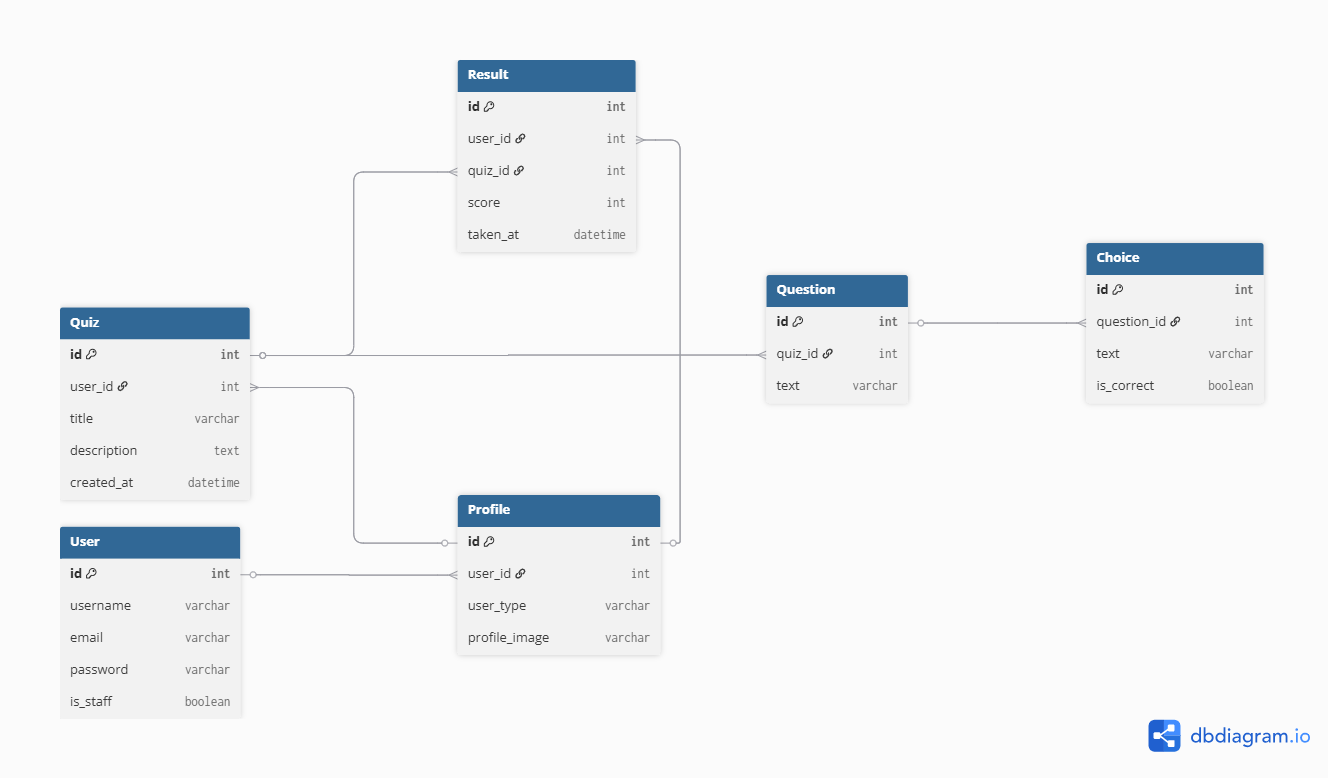 Result
id int
user_id int
quiz_id int
score int
taken_at datetime
Choice
id int
question_id int
text varchar
is_correct boolean
Question
id int
quiz_id int
text varchar
Quiz
id int
user_id int
title varchar
description text
created_at datetime
Profile
id int
user_id int
user_type varchar
profile_image varchar
User
id int
username varchar
email varchar
password varchar
is_staff boolean
dbdiagram.io